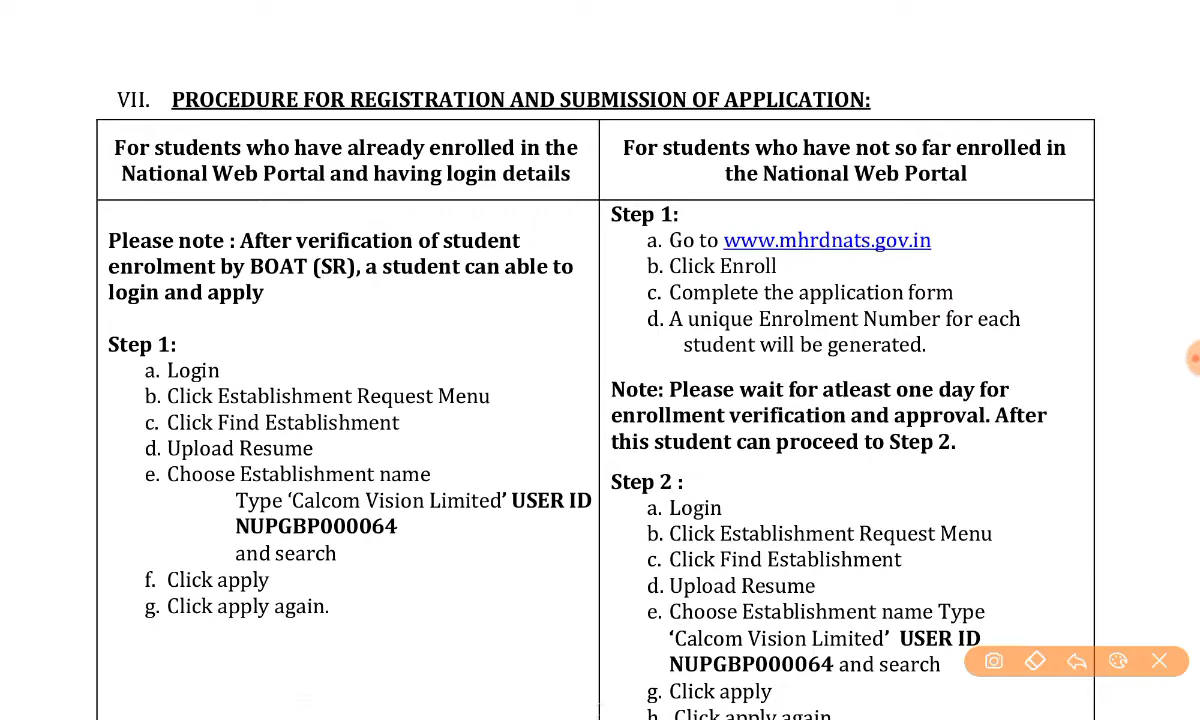 VII. PROCEDURE FOR REGISTRATION AND SUBMISSION OF APPLICATION:
For students who have already enrolled in the
National Web Portal and having login details
Please note : After verification of student
enrolment by BOAT (SR), a student can able to
login and apply
Step 1:
a. Login
b. Click Establishment Request Menu
c. Click Find Establishment
d. Upload Resume
e. Choose Establishment name
Type ‘Calcom Vision Limited’ USER ID
NUPGBP000064
and search
f. Click apply
g. Click apply again.
For students who have not so far enrolled in
the National Web Portal
Step 1:
a. Go to www.mhrdnats.gov.in
b. Click Enroll
c. Complete the application form
d. A unique Enrolment Number for each
student will be generated.
Note: Please wait for atleast one day for
enrollment verification and approval. After
this student can proceed to Step 2.
Step 2 :
a. Login
b. Click Establishment Request Menu
c. Click Find Establishment
d. Upload Resume
e. Choose Establishment name Type
‘Calcom Vision Limited’ USER ID
NUPGBP000064 and search
g. Click apply
h. Click apply again